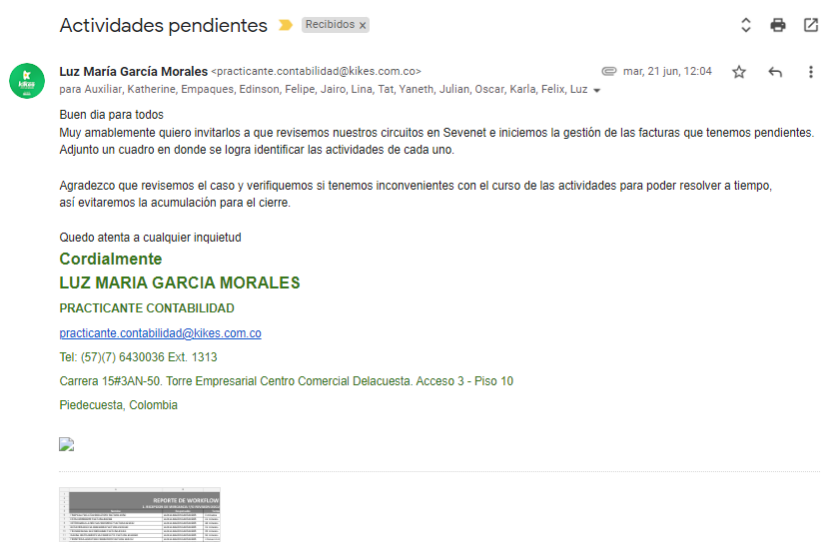 Actividades pendientes
Recibidos x
Luz María García Morales <practicante.contabilidad@kikes.com.co>
mar, 21 jun, 12:04
para Auxiliar, Katherine, Empaques, Edinson, Felipe, Jairo, Lina, Tat, Yaneth, Julian, Oscar, Karla, Felix, Luz
Buen dia para todos
Muy amablemente quiero invitarlos a que revisemos nuestros circuitos en Sevenet e iniciemos la gestión de las facturas que tenemos pendientes.
Adjunto un cuadro en donde se logra identificar las actividades de cada uno.
Agradezco que revisemos el caso y verifiquemos si tenemos inconvenientes con el curso de las actividades para poder resolver a tiempo,
así evitaremos la acumulación para el cierre.
Quedo atenta a cualquier inquietud
Cordialmente
LUZ MARIA GARCIA MORALES
PRACTICANTE CONTABILIDAD
practicante.contabilidad@kikes.com.co
Tel: (57)(7) 6430036 Ext. 1313
Carrera 15#3AN-50. Torre Empresarial Centro Comercial Delacuesta. Acceso 3 - Piso 10
Piedecuesta, Colombia
REPORTE DE WORKFLOW